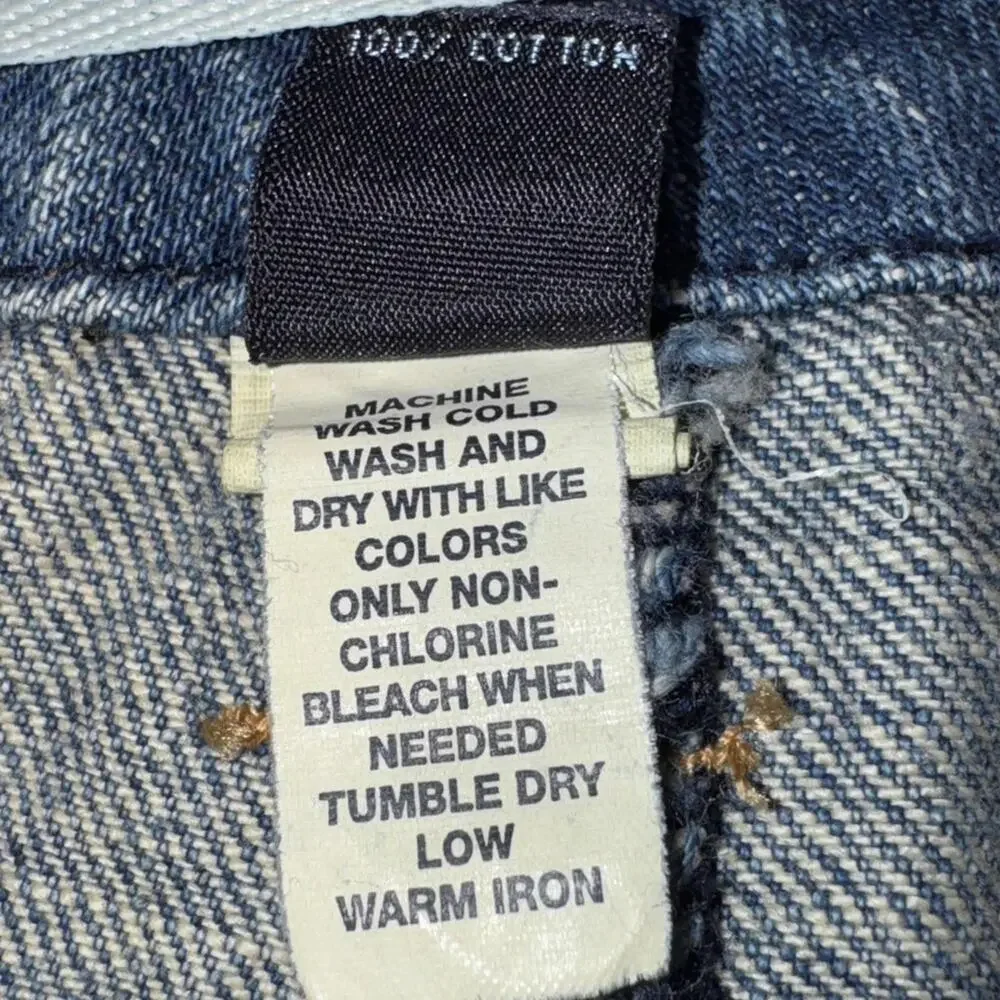 100% COTTON
MACHINE
WASH COLD
WASH AND
DRY WITH LIKE
COLORS
ONLY NON-
CHLORINE
BLEACH WHEN
NEEDED
TUMBLE DRY
LOW
WARM IRON